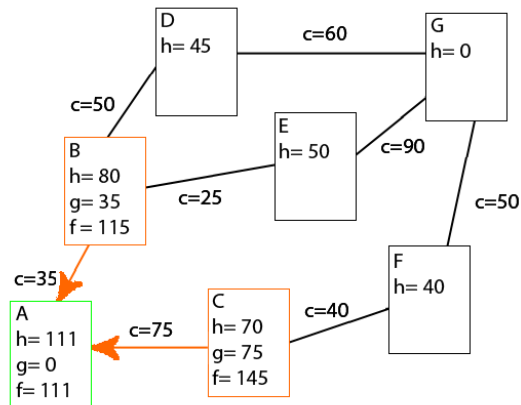 D
h= 45
c=60
G
h= 0
c=50
E
h= 50
c=90
B
h= 80
g= 35
f = 115
c=25
c=50
F
h= 40
c=35
A
h= 111
g= 0
f= 111
c=75
C
h= 70
g= 75
f= 145
c=40